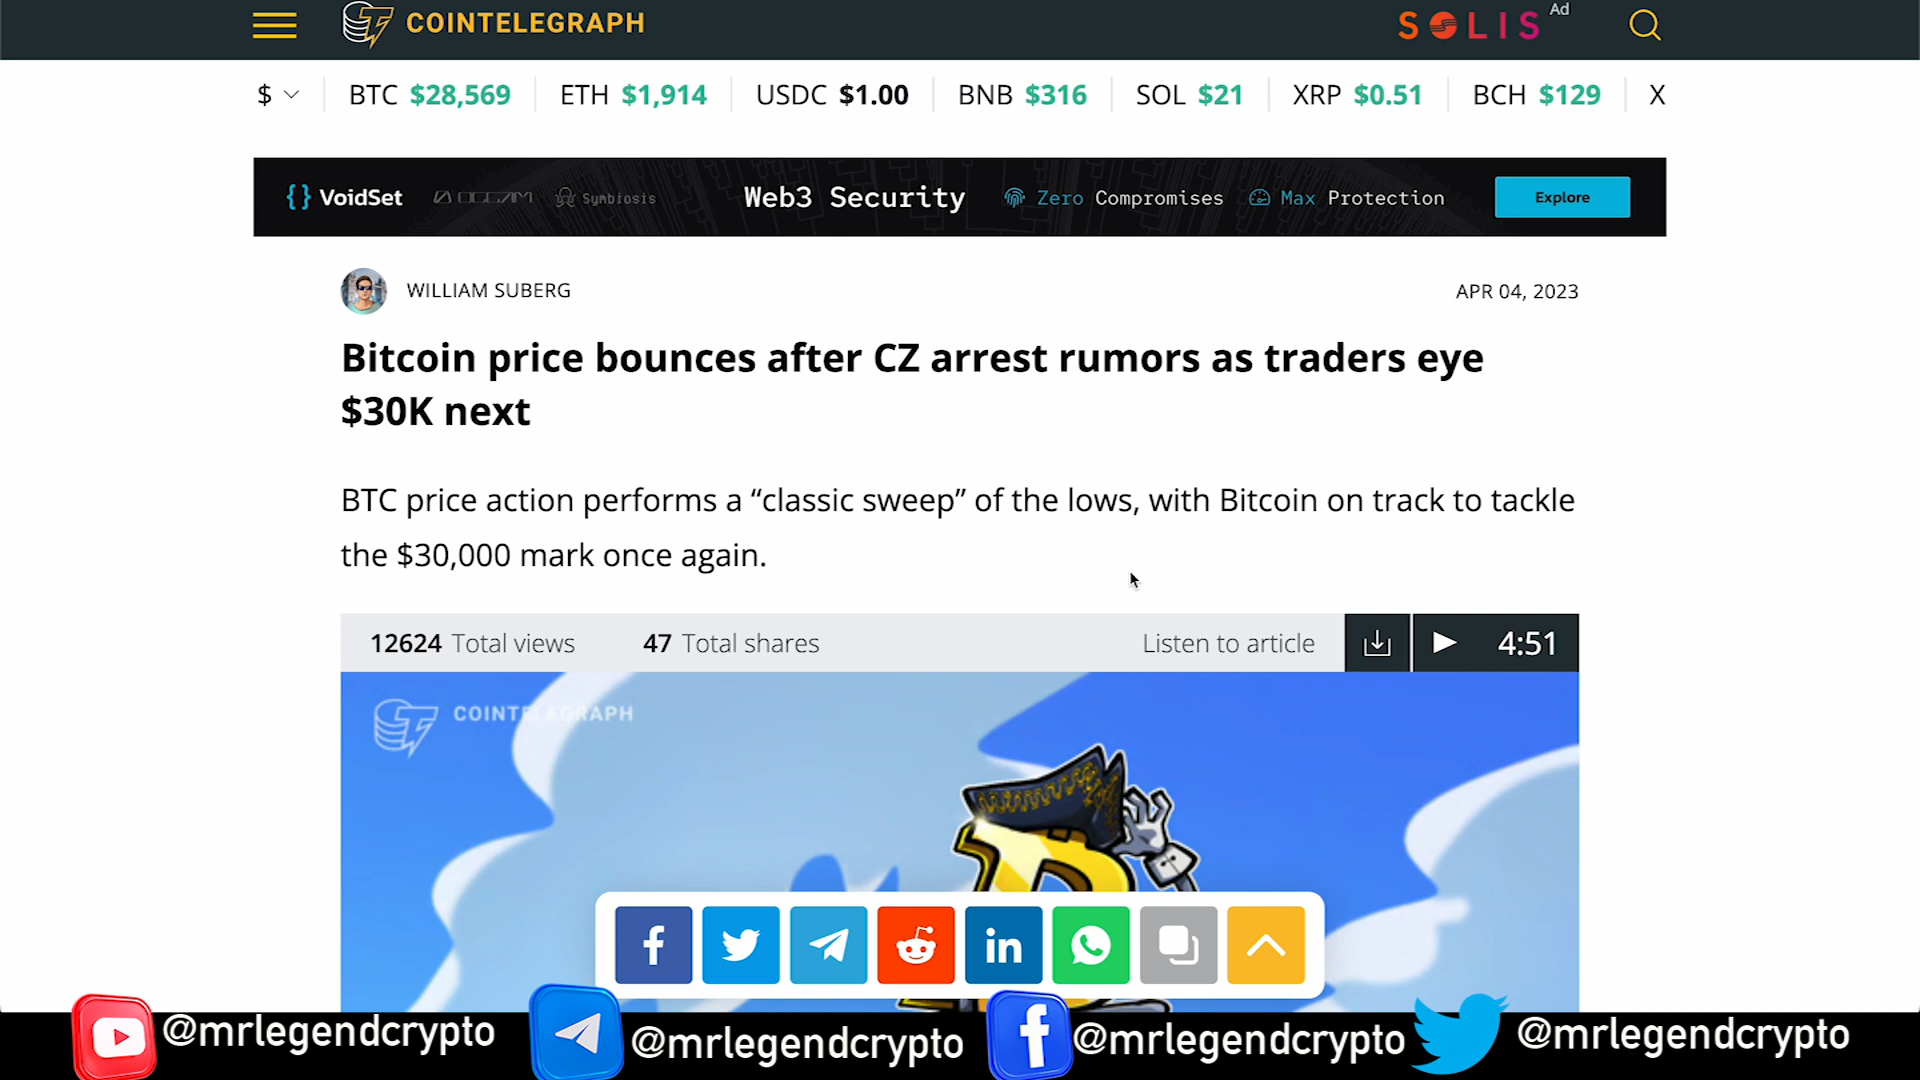 COINTELEGRAPH
SOLIS
Ad
$ BTC $28,569 ETH $1,914 USDC $1.00 BNB $316 SOL $21 XRP $0.51 BCH $129 X
VoidSet OCCAM Symbiosis Web3 Security Zero Compromises Max Protection Explore
WILLIAM SUBERG
APR 04, 2023
Bitcoin price bounces after CZ arrest rumors as traders eye
$30K next
BTC price action performs a “classic sweep” of the lows, with Bitcoin on track to tackle
the $30,000 mark once again.
12624 Total views 47 Total shares Listen to article 4:51
COINTELEGRAPH
@mrlegendcrypto @mrlegendcrypto @mrlegendcrypto @mrlegendcrypto